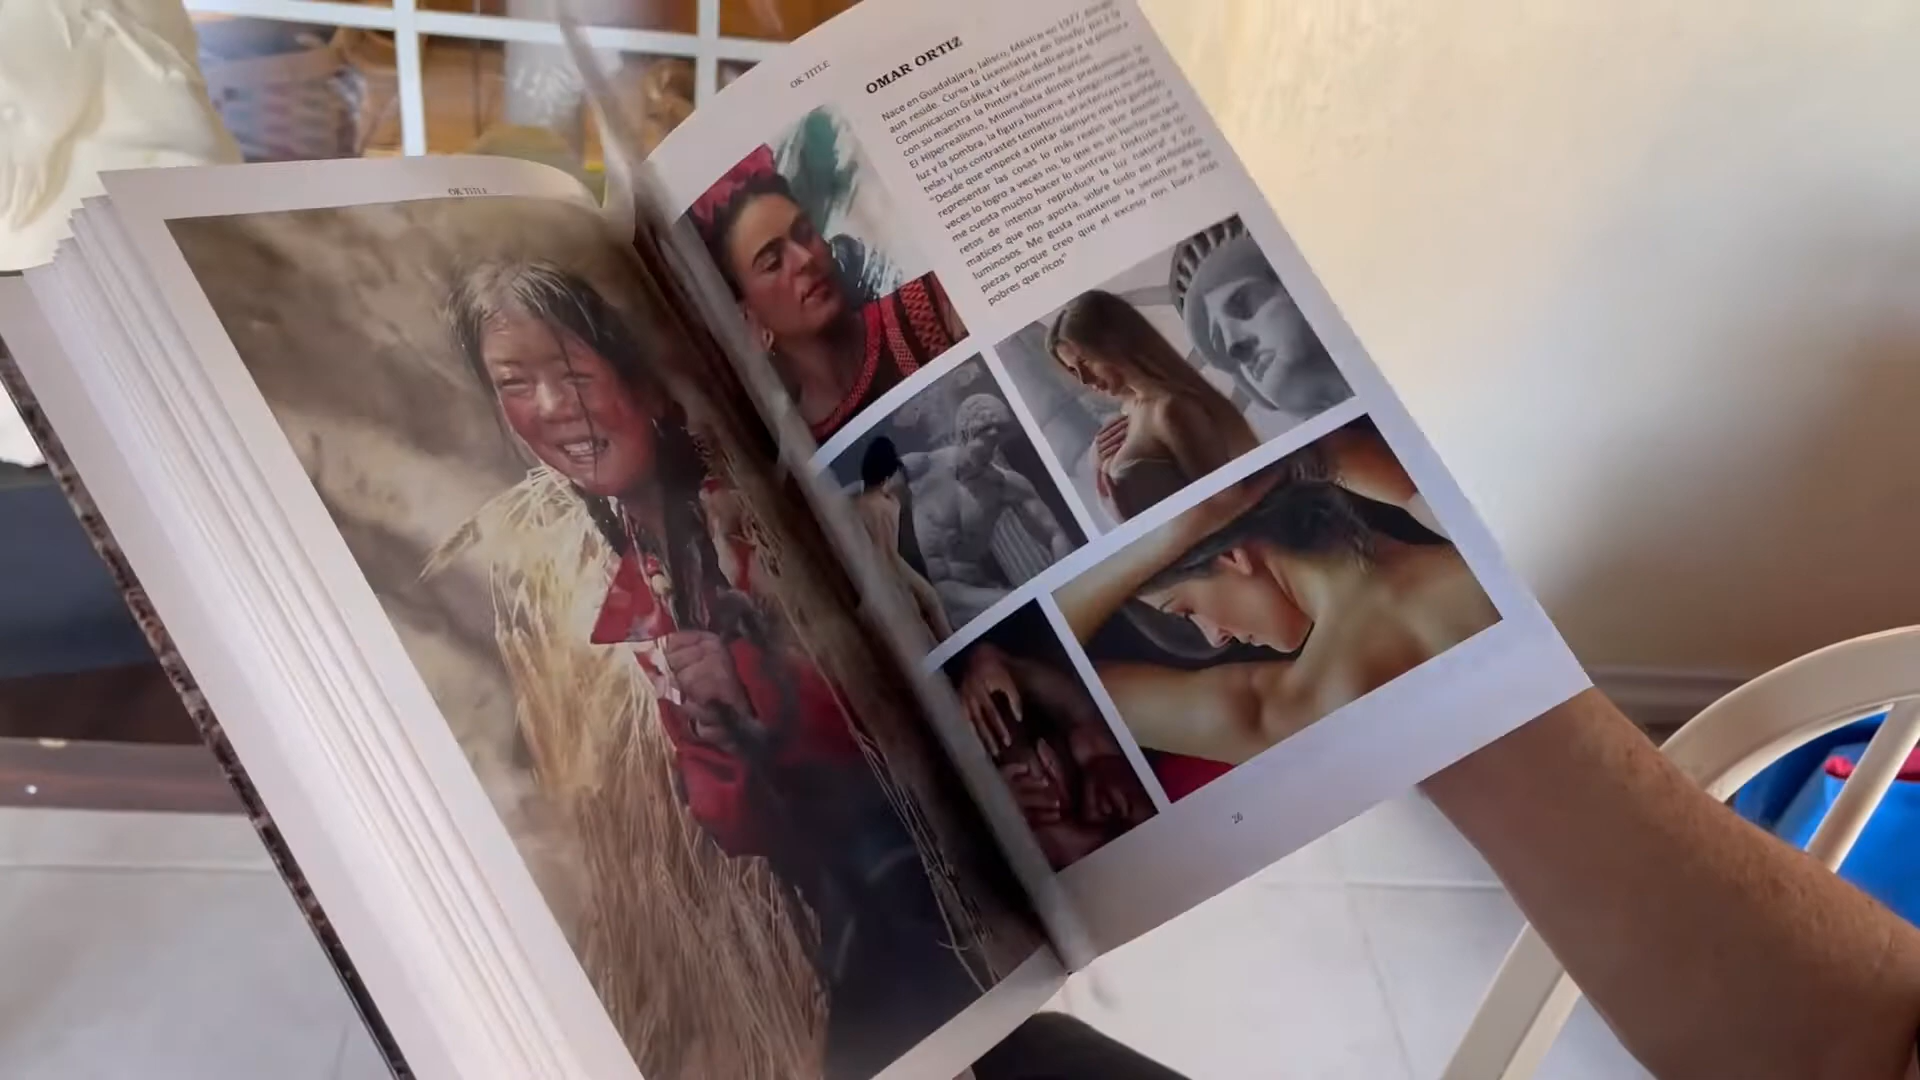 OK TITLE
OK TITLE
OMAR ORTIZ
Nace en Guadalajara, Jalisco, México en 1977, donde
aun reside. Cursa la Licenciatura en Diseño para la
Comunicacion Gráfica y decide dedicarse a la pintura
con su maestra la Pintora Carmen Alarcón.
El Hiperrealismo, Minimalista donde predominan la
luz y la sombra, la figura humana, el juego
telas y los contrastes tematicos caracterizan su obra
"Desde que empecé a pintar siempre me ha gustado
representar las cosas lo más reales que puedo, a
veces lo logro a veces no, lo que es un hecho es que
me cuesta mucho hacer lo contrario. Disfruto de los
retos de intentar reproducir la luz natural y los
matices que nos aporta, sobre todo en ambientes
luminosos. Me gusta mantener la sencillez de las
piezas porque creo que el exceso nos hace más
pobres que ricos"
26